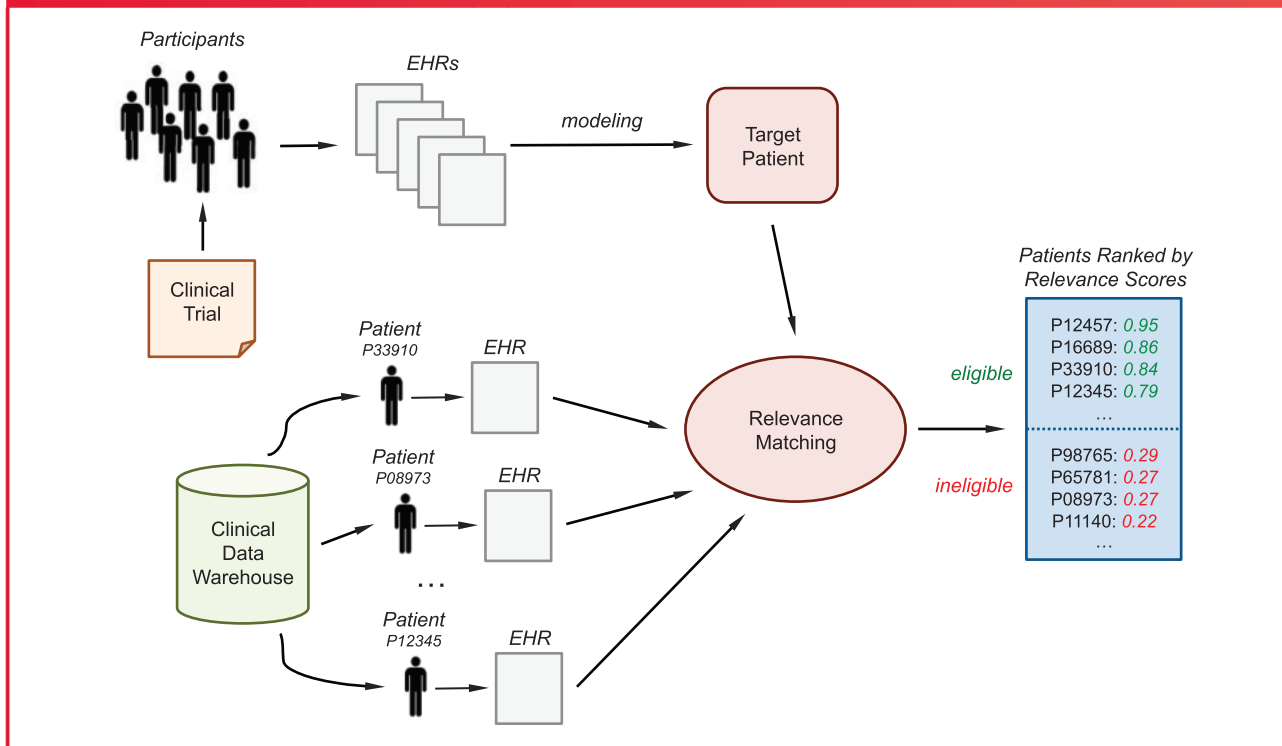 Participants
EHRs
modeling
Target
Patient
Clinical
Trial
Patients Ranked by
Relevance Scores
Patient
P33910
EHR
Patient
P08973
EHR
...
Patient
P12345
EHR
Clinical
Data
Warehouse
Relevance
Matching
eligible
ineligible
P12457: 0.95
P16689: 0.86
P33910: 0.84
P12345: 0.79
...
P98765: 0.29
P65781: 0.27
P08973: 0.27
P11140: 0.22
...